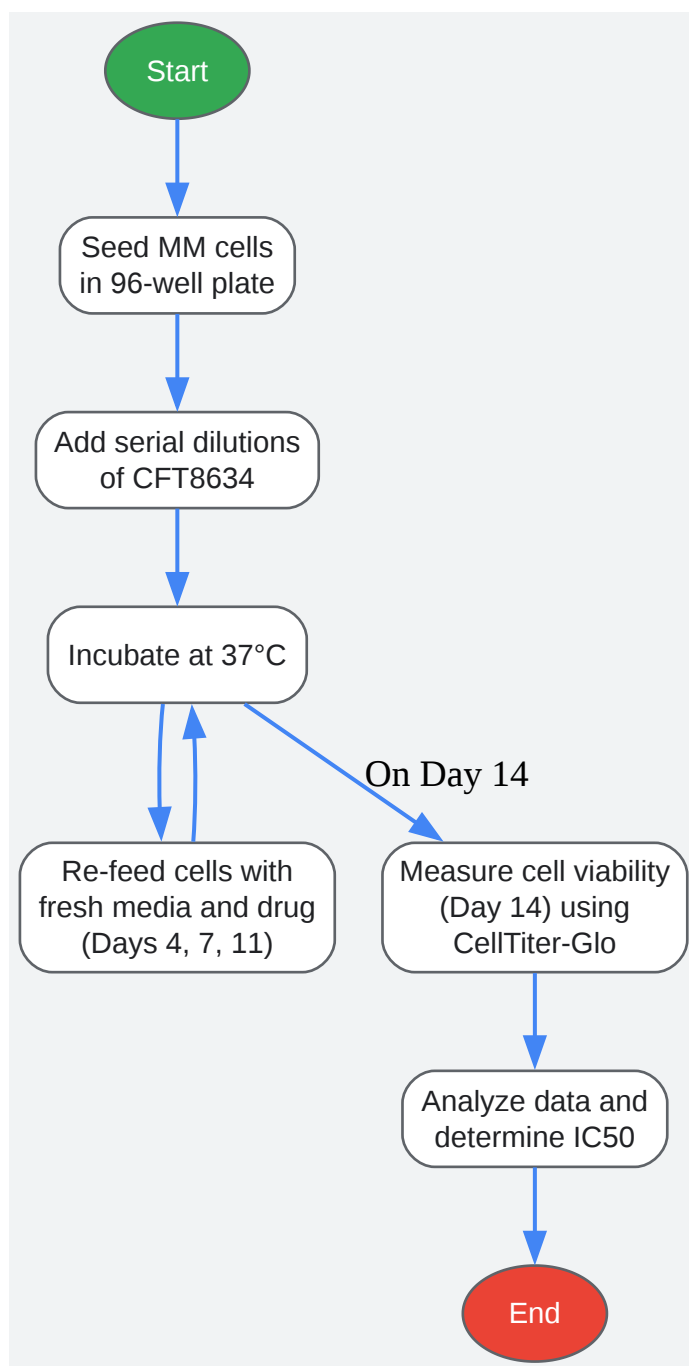 Start
Seed MM cells
in 96-well plate
Add serial dilutions
of CFT8634
Incubate at 37°C
On Day 14
Re-feed cells with
fresh media and drug
(Days 4, 7, 11)
Measure cell viability
(Day 14) using
CellTiter-Glo
Analyze data and
determine IC50
End